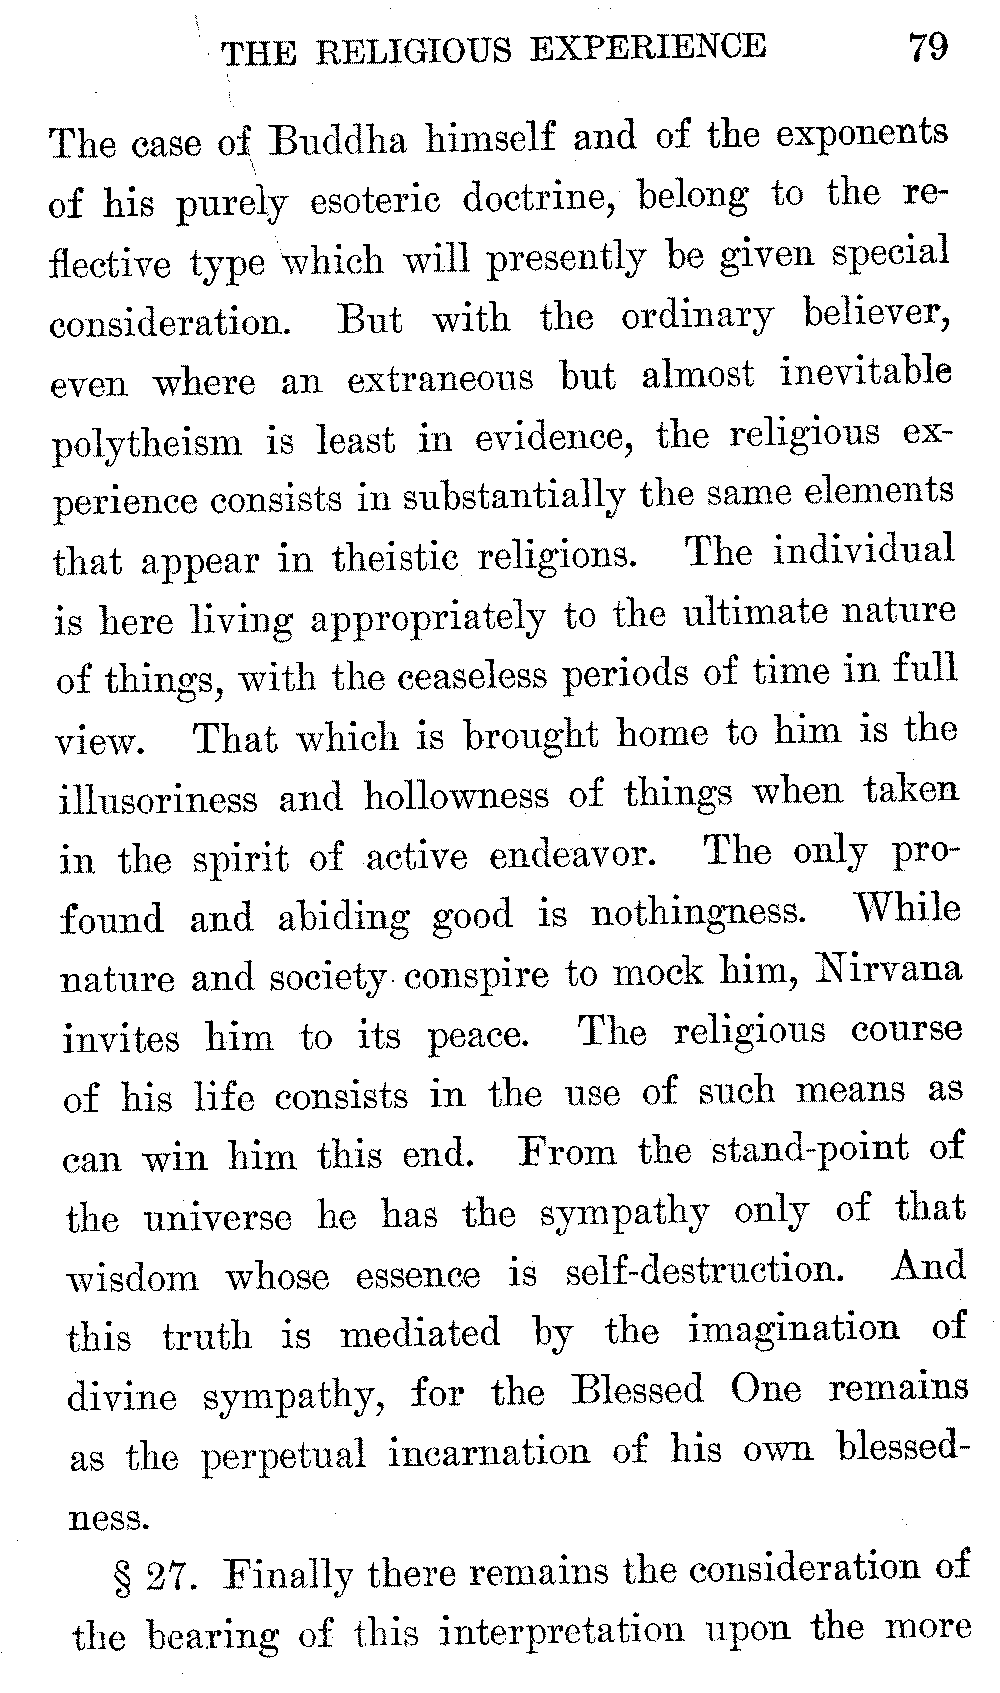 THE RELIGIOUS EXPERIENCE 79
The case of Buddha himself and of the exponents
of his purely esoteric doctrine, belong to the re-
flective type which will presently be given special
consideration. But with the ordinary believer,
even where an extraneous but almost inevitable
polytheism is least in evidence, the religious ex-
perience consists in substantially the same elements
that appear in theistic religions. The individual
is here living appropriately to the ultimate nature
of things, with the ceaseless periods of time in full
view. That which is brought home to him is the
illusoriness and hollowness of things when taken
in the spirit of active endeavor. The only pro-
found and abiding good is nothingness. While
nature and society conspire to mock him, Nirvana
invites him to its peace. The religious course
of his life consists in the use of such means as
can win him this end. From the stand-point of
the universe he has the sympathy only of that
wisdom whose essence is self-destruction. And
this truth is mediated by the imagination of
divine sympathy, for the Blessed One remains
as the perpetual incarnation of his own blessed-
ness.
§ 27. Finally there remains the consideration of
the bearing of this interpretation upon the more